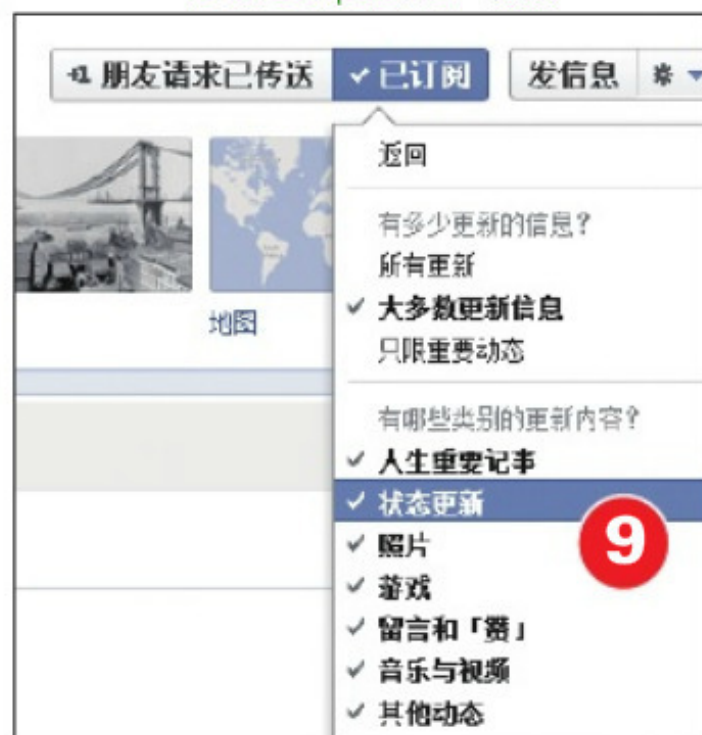 +1 朋友请求已传送 ✓ 已订阅 发信息
返回
有多少更新的信息？
所有更新
✓ 大多数更新信息
地图
只限重要动态
有哪些类别的更新内容？
✓ 人生重要记事
✓ 状态更新
9
✓ 照片
✓ 游戏
✓ 留言和「赞」
✓ 音乐与视频
✓ 其他动态